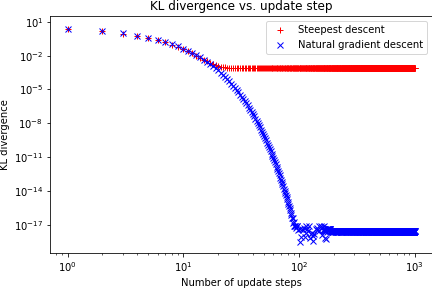 KL divergence vs. update step
Steepest descent
Natural gradient descent
KL divergence
10^1
10^-2
10^-5
10^-8
10^-11
10^-14
10^-17
10^0 10^1 10^2 10^3
Number of update steps